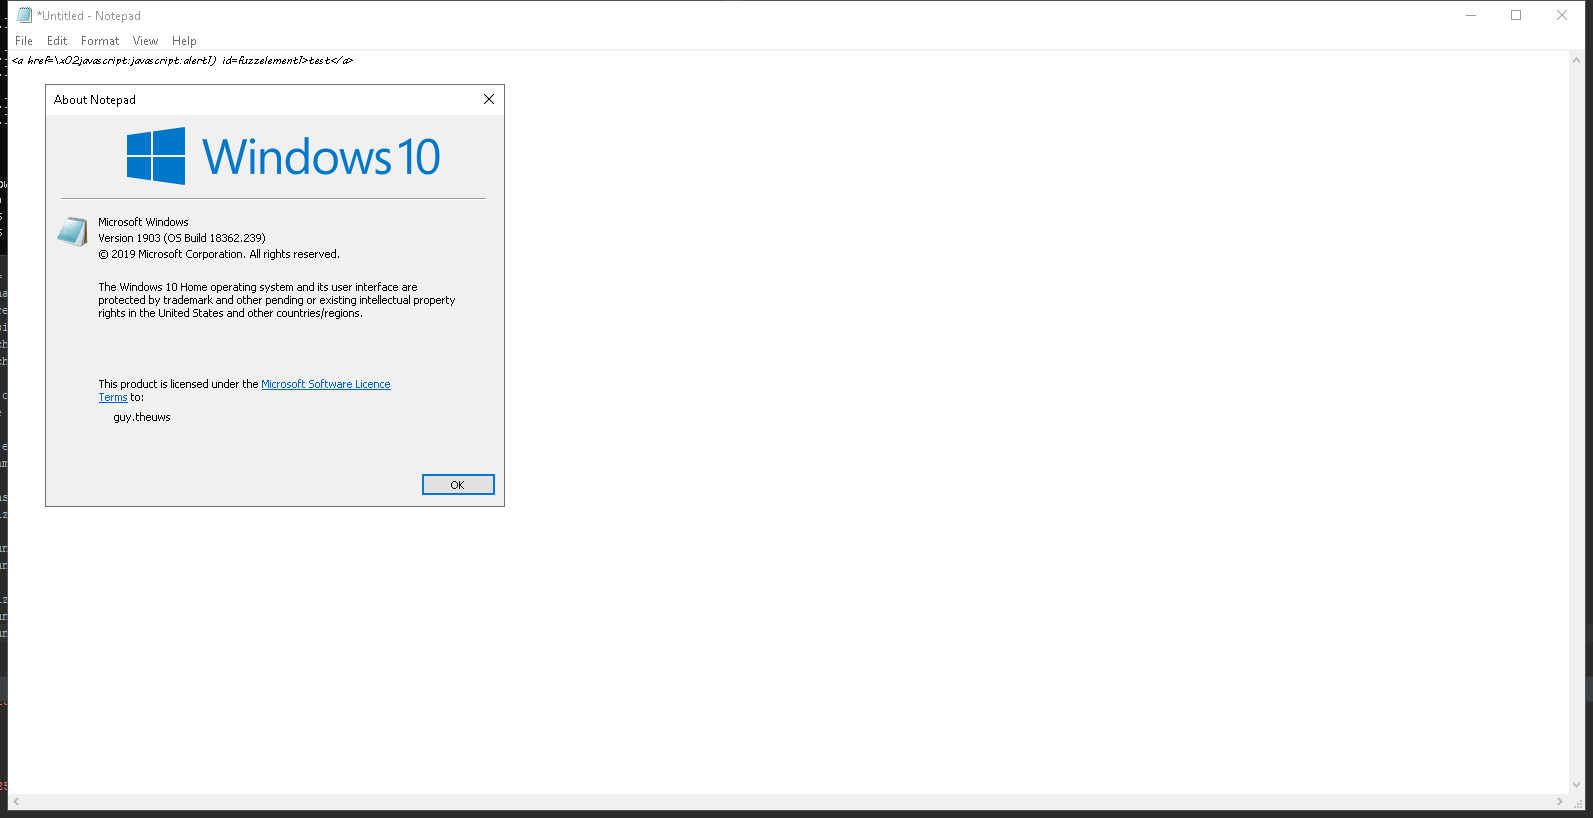 *Untitled - Notepad
File Edit Format View Help
<a href=\x02javascript:javascript:alert1) id=fuzzelement1>test</a>
About Notepad
Windows 10
Microsoft Windows
Version 1903 (OS Build 18362.239)
© 2019 Microsoft Corporation. All rights reserved.
The Windows 10 Home operating system and its user interface are
protected by trademark and other pending or existing intellectual property
rights in the United States and other countries/regions.
This product is licensed under the Microsoft Software Licence
Terms to:
guy.theuws
OK